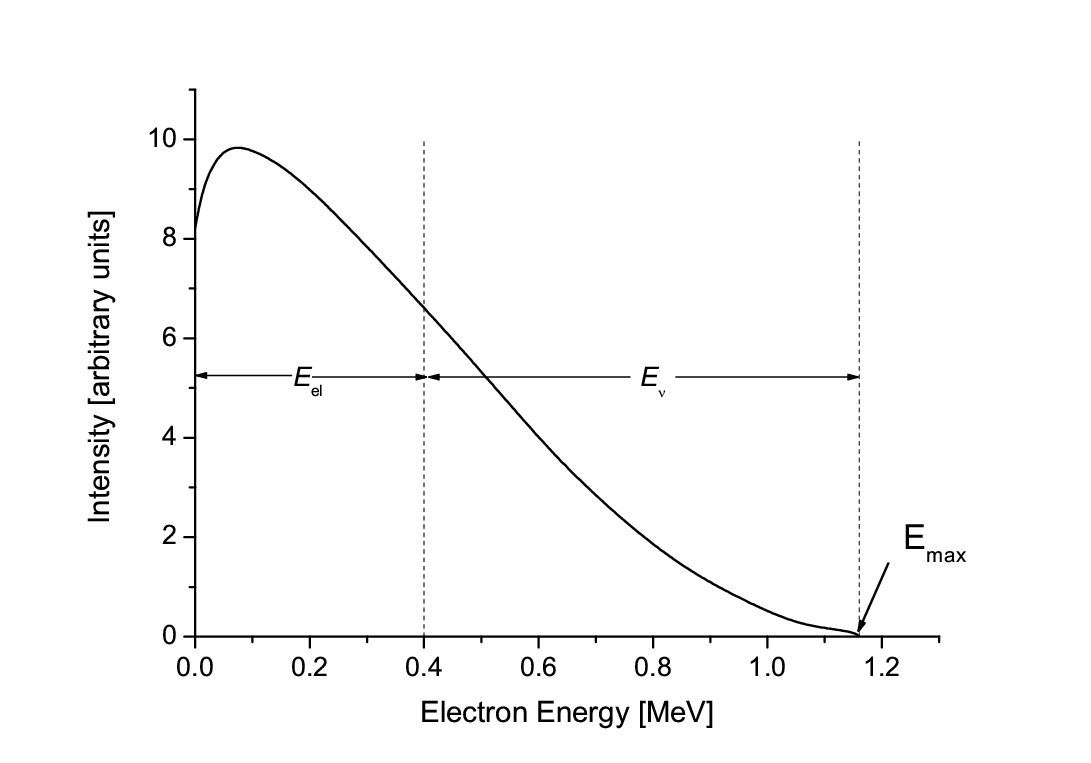 Intensity [arbitrary units]
10
8
6
4
2
0
E_el
E_ν
E_max
0.0 0.2 0.4 0.6 0.8 1.0 1.2
Electron Energy [MeV]